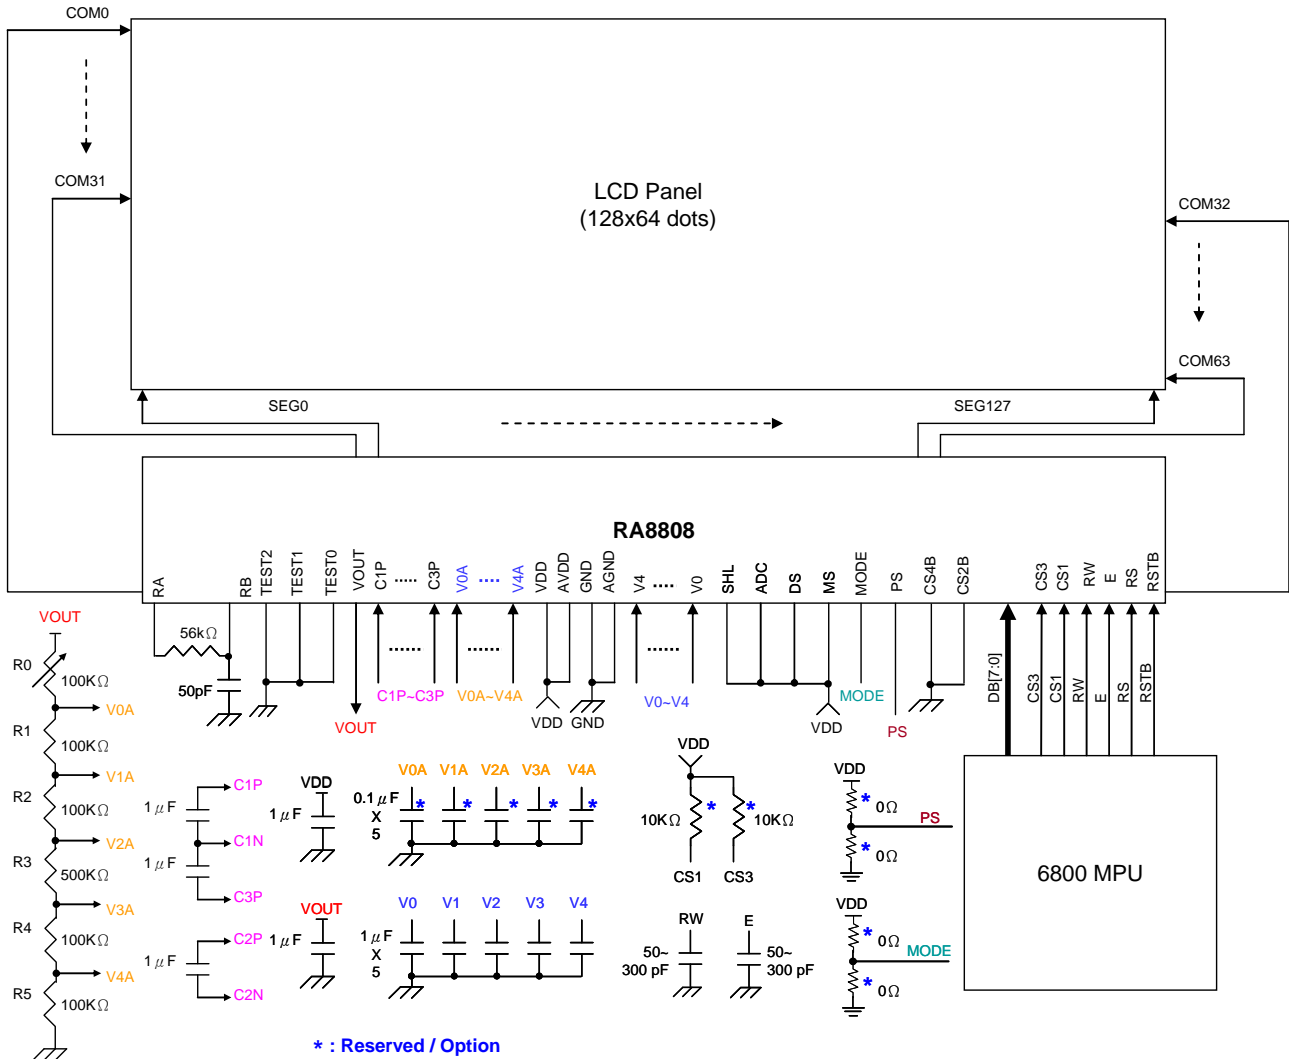 COM0
COM31
LCD Panel
(128x64 dots)
COM32
COM63
SEG0
SEG127
RA8808
RA
RB
TEST2
TEST1
TEST0
VOUT
C1P
......
C3P
V0A
.....
V4A
VDD
AVDD
GND
AGND
V4
.....
V0
SHL
ADC
DS
MS
MODE
PS
CS4B
CS2B
CS3
CS1
RW
E
RS
RSTB
56kΩ
50pF
VOUT
C1P~C3P
......
V0A~V4A
......
VDD
GND
V0~V4
......
VDD
MODE
PS
DB[7:0]
CS3
CS1
RW
E
RS
RSTB
VOUT
R0
100KΩ
V0A
R1
100KΩ
V1A
R2
100KΩ
V2A
R3
500KΩ
V3A
R4
100KΩ
V4A
R5
100KΩ
C1P
1μF
C1N
1μF
C3P
C2P
1μF
C2N
VDD
1μF
VOUT
1μF
V0A V1A V2A V3A V4A
0.1μF
X
5
* * * * *
V0 V1 V2 V3 V4
1μF
X
5
VDD
* *
10KΩ 10KΩ
CS1 CS3
RW
50~
300 pF
E
50~
300 pF
VDD
* 0Ω
PS
* 0Ω
VDD
* 0Ω
MODE
* 0Ω
6800 MPU
* : Reserved / Option